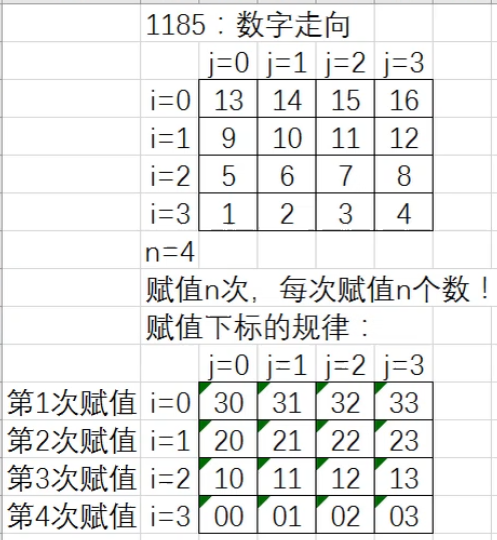 1185：数字走向
j=0 j=1 j=2 j=3
i=0 13 14 15 16
i=1 9 10 11 12
i=2 5 6 7 8
i=3 1 2 3 4
n=4
赋值n次，每次赋值n个数！
赋值下标的规律：
j=0 j=1 j=2 j=3
第1次赋值 i=0 30 31 32 33
第2次赋值 i=1 20 21 22 23
第3次赋值 i=2 10 11 12 13
第4次赋值 i=3 00 01 02 03